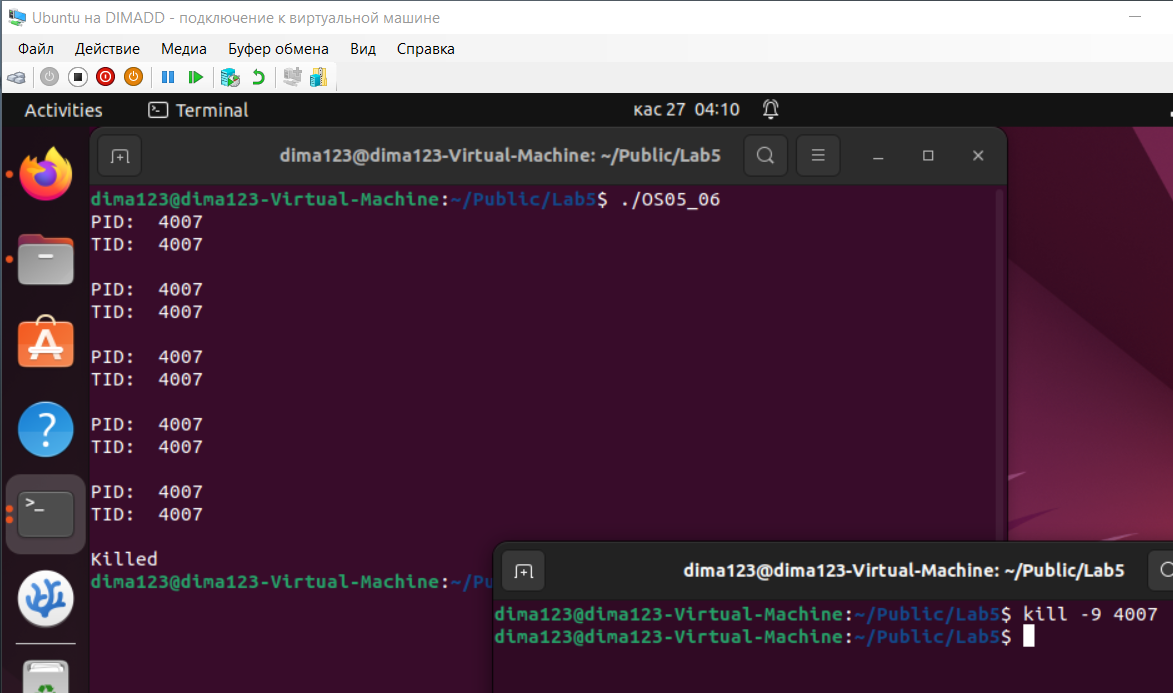 Ubuntu на DIMADD - подключение к виртуальной машине
Файл Действие Медиа Буфер обмена Вид Справка
Activities Terminal кас 27 04:10
dima123@dima123-Virtual-Machine: ~/Public/Lab5
dima123@dima123-Virtual-Machine:~/Public/Lab5$ ./OS05_06
PID: 4007
TID: 4007
PID: 4007
TID: 4007
PID: 4007
TID: 4007
PID: 4007
TID: 4007
PID: 4007
TID: 4007
Killed
dima123@dima123-Virtual-Machine:~/Pu
dima123@dima123-Virtual-Machine: ~/Public/Lab5
dima123@dima123-Virtual-Machine:~/Public/Lab5$ kill -9 4007
dima123@dima123-Virtual-Machine:~/Public/Lab5$